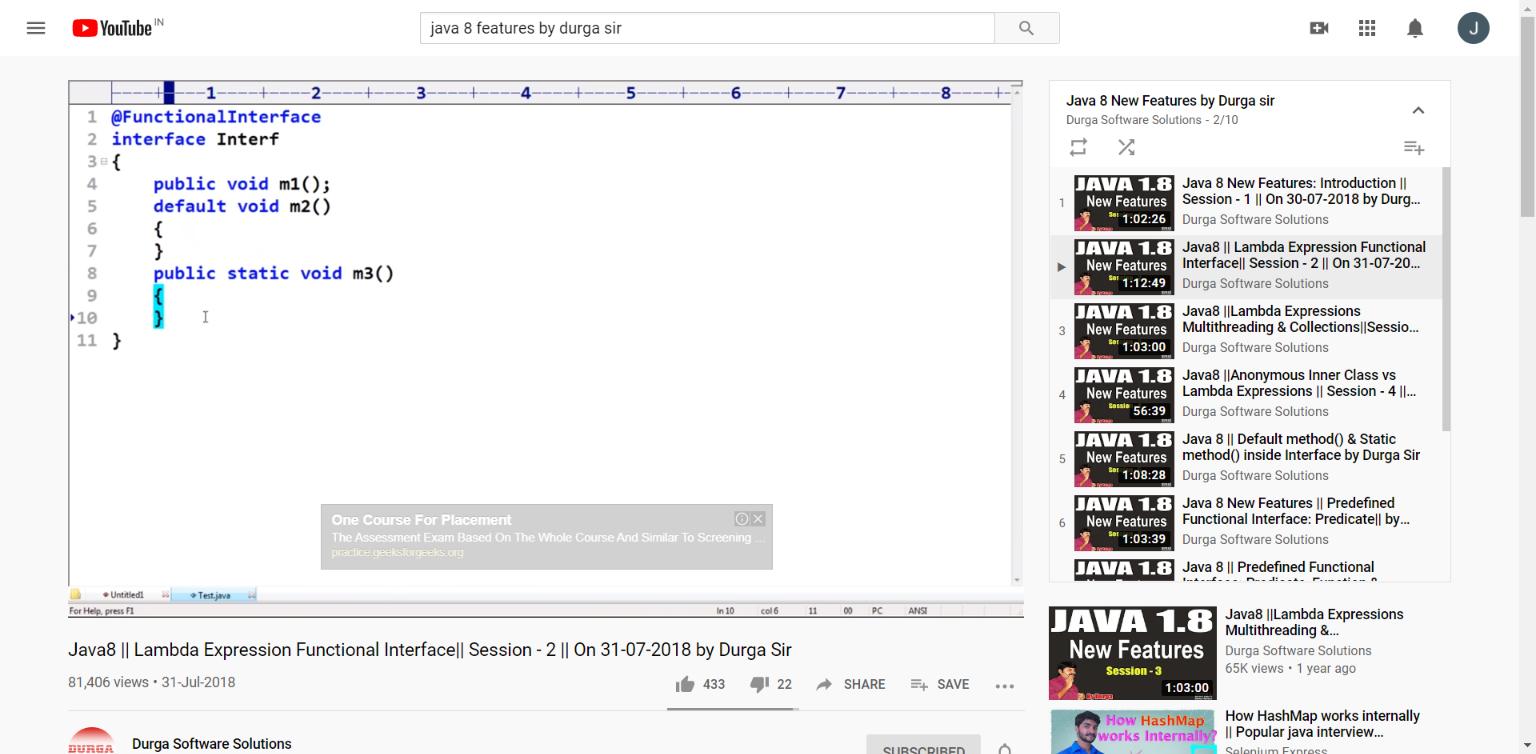 YouTube IN
java 8 features by durga sir
J
1 2 3 4 5 6 7 8
1 @FunctionalInterface
2 interface Interf
3 {
4 public void m1();
5 default void m2()
6 {
7 }
8 public static void m3()
9 {
10 }
11 }
One Course For Placement
The Assessment Exam Based On The Whole Course And Similar To Screening ...
practice.geeksforgeeks.org
Untitled1 Test.java
For Help, press F1 ln 10 col 6 11 00 PC ANSI
Java8 || Lambda Expression Functional Interface|| Session - 2 || On 31-07-2018 by Durga Sir
81,406 views • 31-Jul-2018
433 22 SHARE SAVE
DURGA
Durga Software Solutions
SUBSCRIBED
Java 8 New Features by Durga sir
Durga Software Solutions - 2/10
1
JAVA 1.8
New Features
1:02:26
Java 8 New Features: Introduction ||
Session - 1 || On 30-07-2018 by Durg...
Durga Software Solutions
JAVA 1.8
New Features
1:12:49
Java8 || Lambda Expression Functional
Interface|| Session - 2 || On 31-07-20...
Durga Software Solutions
3
JAVA 1.8
New Features
1:03:00
Java8 ||Lambda Expressions
Multithreading & Collections||Sessio...
Durga Software Solutions
4
JAVA 1.8
New Features
56:39
Java8 ||Anonymous Inner Class vs
Lambda Expressions || Session - 4 ||...
Durga Software Solutions
5
JAVA 1.8
New Features
1:08:28
Java 8 || Default method() & Static
method() inside Interface by Durga Sir
Durga Software Solutions
6
JAVA 1.8
New Features
1:03:39
Java 8 New Features || Predefined
Functional Interface: Predicate|| by...
Durga Software Solutions
JAVA 1.8
Java 8 || Predefined Functional
Interface: Predicate, Function &
JAVA 1.8
New Features
Session - 3
By Durga
1:03:00
Java8 ||Lambda Expressions
Multithreading &...
Durga Software Solutions
65K views • 1 year ago
How HashMap
works Internally?
How HashMap works internally
|| Popular java interview...
Selenium Express